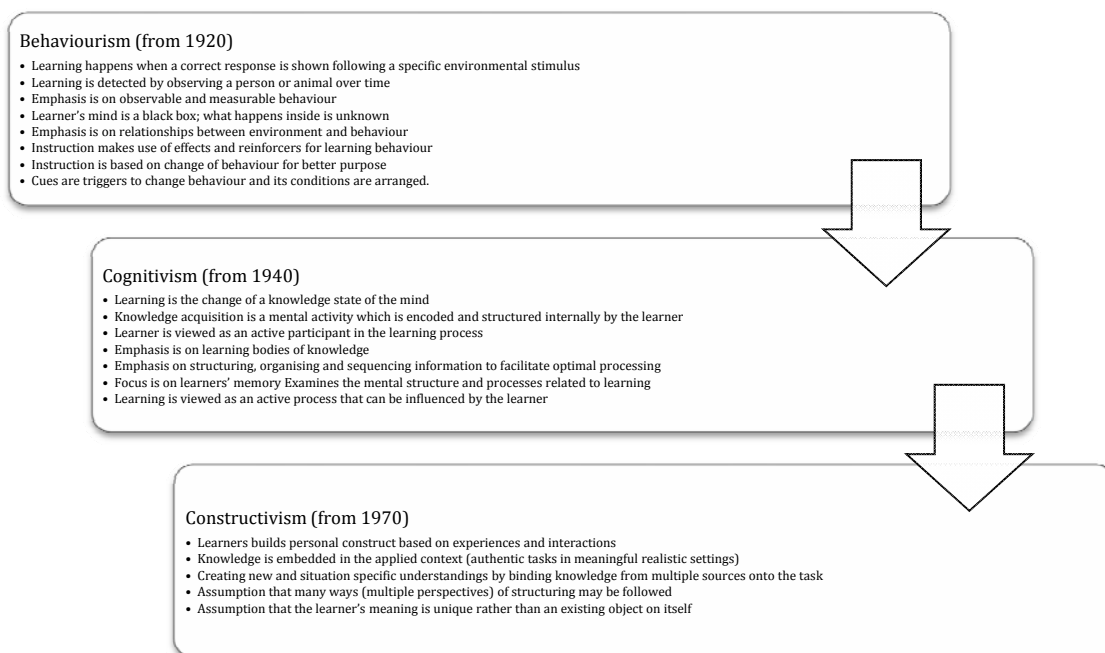 Behaviourism (from 1920)
• Learning happens when a correct response is shown following a specific environmental stimulus
• Learning is detected by observing a person or animal over time
• Emphasis is on observable and measurable behaviour
• Learner's mind is a black box; what happens inside is unknown
• Emphasis is on relationships between environment and behaviour
• Instruction makes use of effects and reinforcers for learning behaviour
• Instruction is based on change of behaviour for better purpose
• Cues are triggers to change behaviour and its conditions are arranged.
Cognitivism (from 1940)
• Learning is the change of a knowledge state of the mind
• Knowledge acquisition is a mental activity which is encoded and structured internally by the learner
• Learner is viewed as an active participant in the learning process
• Emphasis is on learning bodies of knowledge
• Emphasis on structuring, organising and sequencing information to facilitate optimal processing
• Focus is on learners' memory Examines the mental structure and processes related to learning
• Learning is viewed as an active process that can be influenced by the learner
Constructivism (from 1970)
• Learners builds personal construct based on experiences and interactions
• Knowledge is embedded in the applied context (authentic tasks in meaningful realistic settings)
• Creating new and situation specific understandings by binding knowledge from multiple sources onto the task
• Assumption that many ways (multiple perspectives) of structuring may be followed
• Assumption that the learner's meaning is unique rather than an existing object on itself